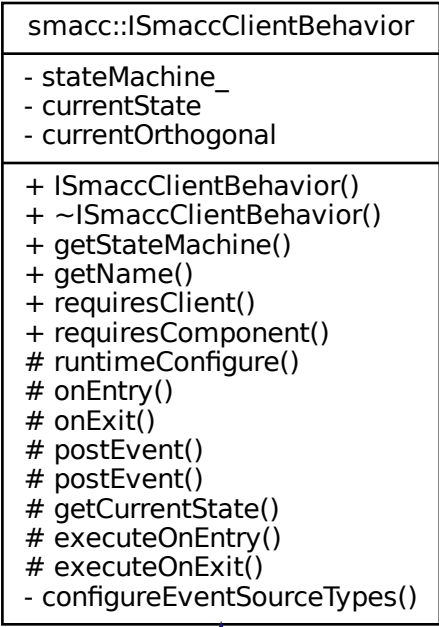 smacc::ISmaccClientBehavior
- stateMachine_
- currentState
- currentOrthogonal
+ ISmaccClientBehavior()
+ ~ISmaccClientBehavior()
+ getStateMachine()
+ getName()
+ requiresClient()
+ requiresComponent()
# runtimeConfigure()
# onEntry()
# onExit()
# postEvent()
# postEvent()
# getCurrentState()
# executeOnEntry()
# executeOnExit()
- configureEventSourceTypes()